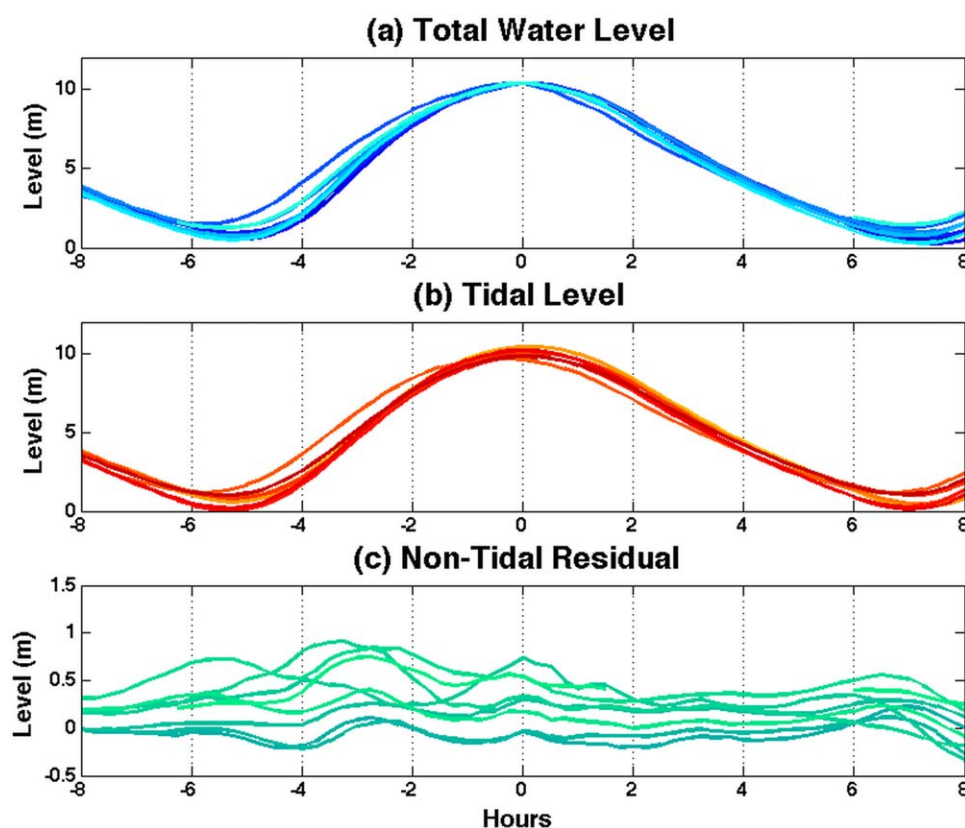 (a) Total Water Level
Level (m)
10
5
0
-8 -6 -4 -2 0 2 4 6 8
(b) Tidal Level
Level (m)
10
5
0
-8 -6 -4 -2 0 2 4 6 8
(c) Non-Tidal Residual
Level (m)
1.5
1
0.5
0
-0.5
-8 -6 -4 -2 0 2 4 6 8
Hours